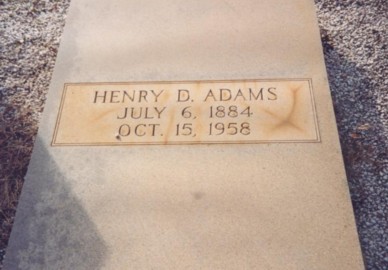 HENRY D. ADAMS
JULY 6, 1884
OCT. 15, 1958